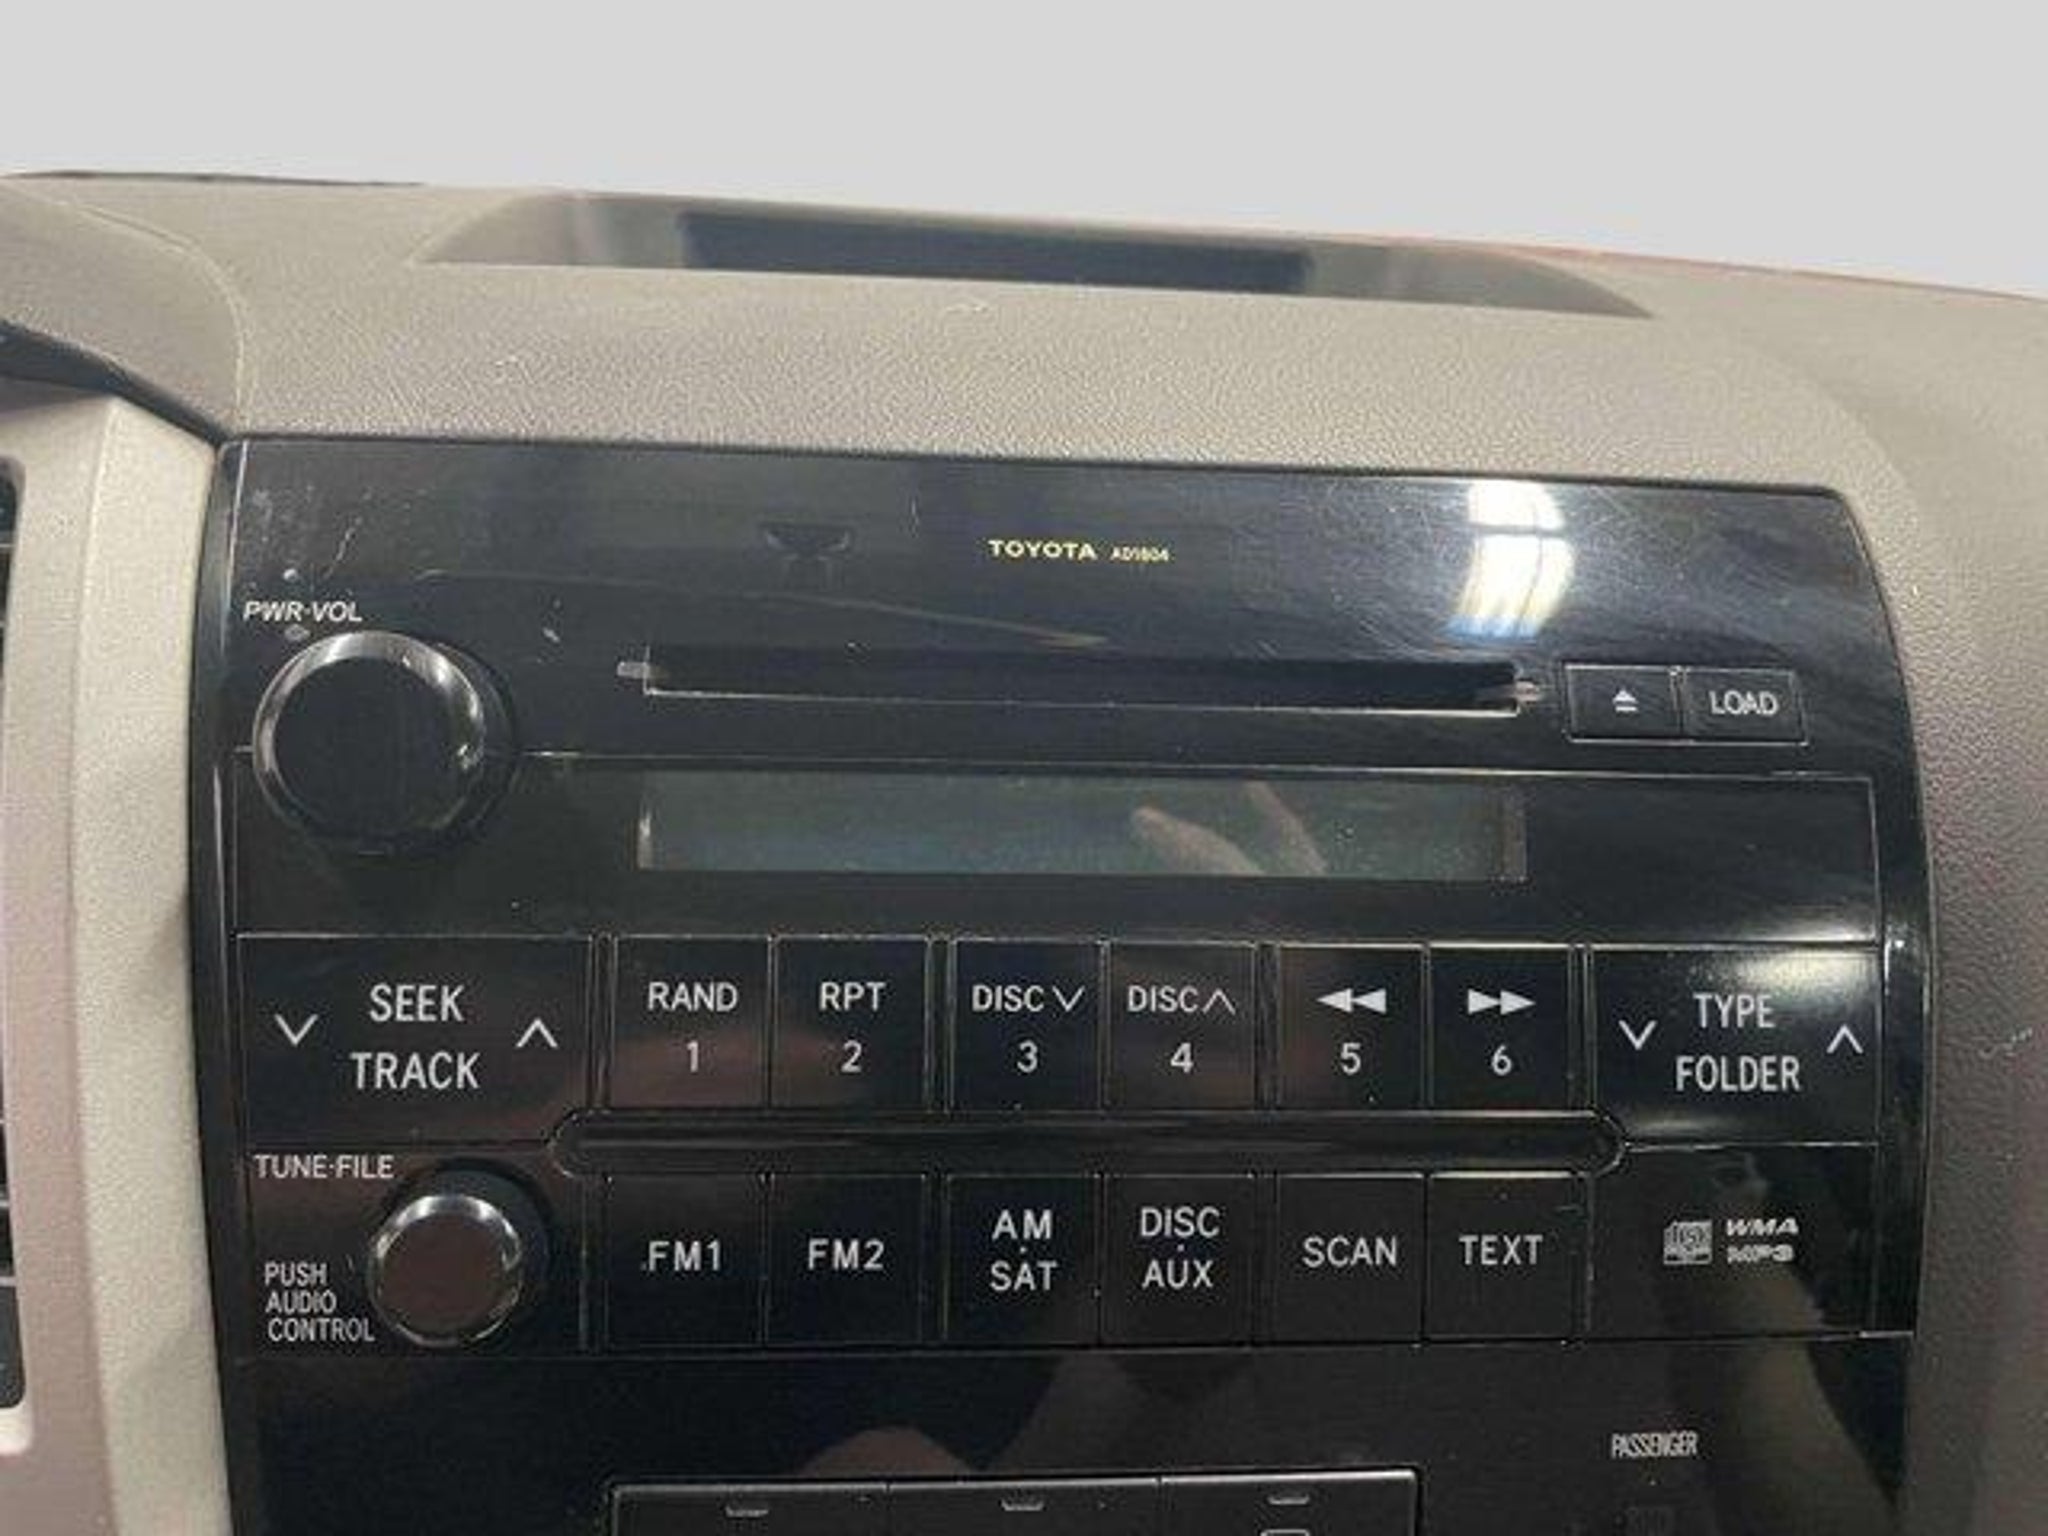 TOYOTA AD1804
PWR·VOL
LOAD
SEEK
TRACK
RAND
1
RPT
2
DISC
3
DISC
4
5
6
TYPE
FOLDER
TUNE·FILE
PUSH
AUDIO
CONTROL
FM1
FM2
AM
SAT
DISC
AUX
SCAN
TEXT
WMA
MP3
PASSENGER